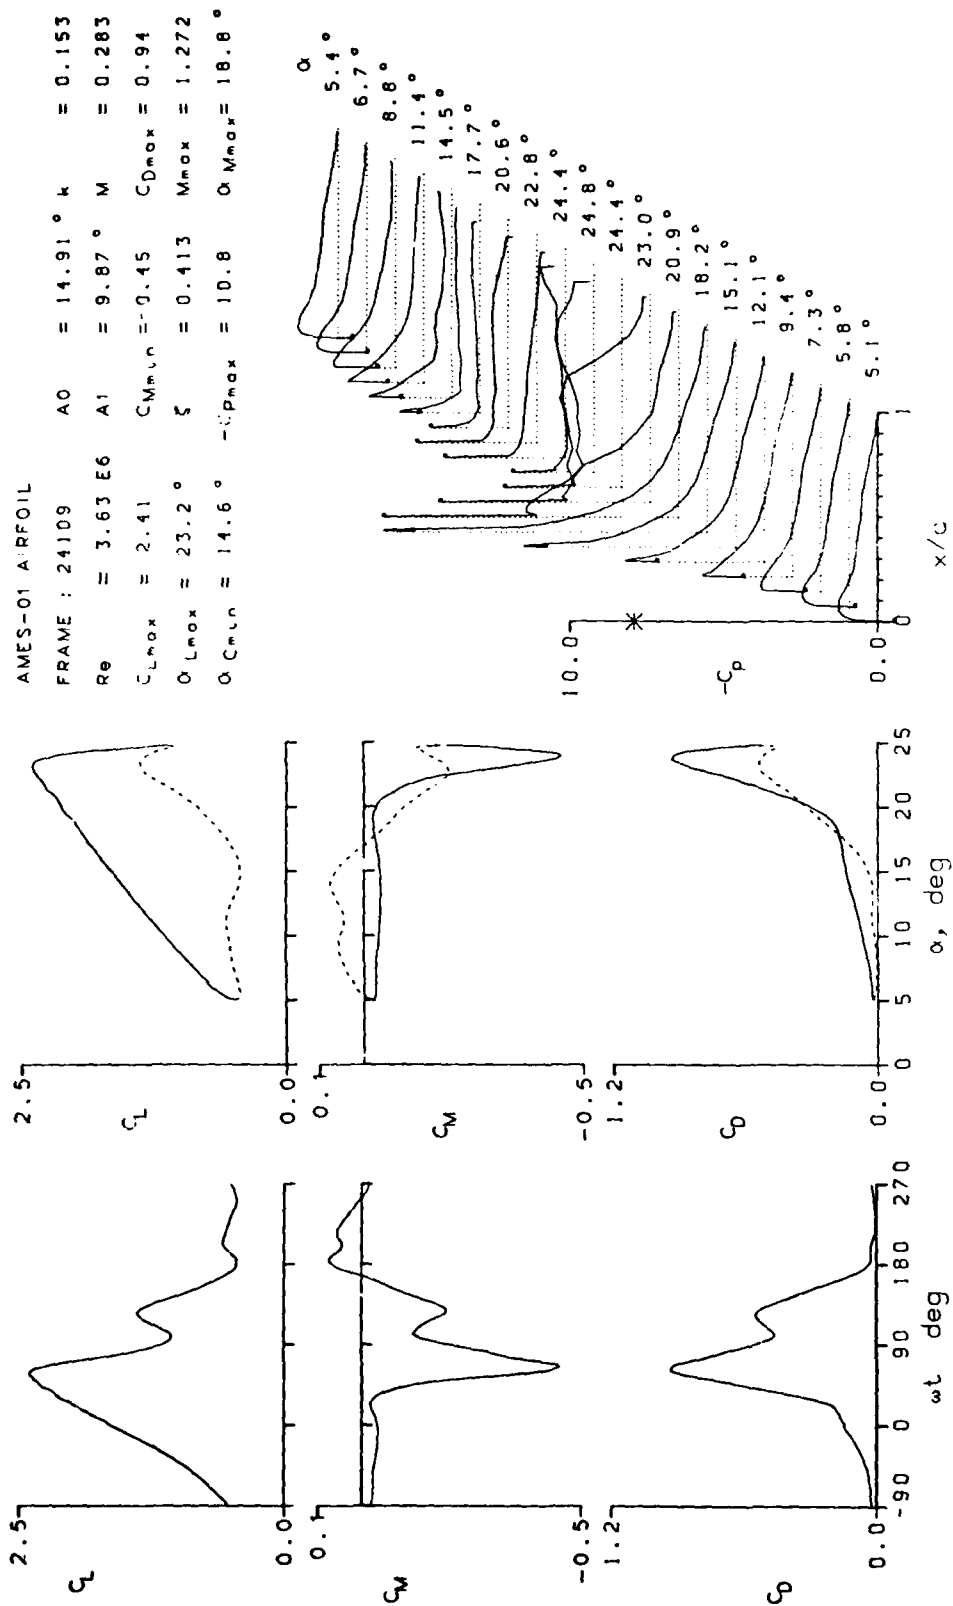 AMES-01 AIRFOIL
FRAME : 24109 A0 = 14.91° k = 0.153
Re = 3.63 E6 A1 = 9.87° M = 0.283
CLmax = 2.41 CMmin =-0.45 CDmax = 0.94
αLmax = 23.2° ζ = 0.413 Mmax = 1.272
αCmin = 14.6° -CPmax = 10.8 αMmax = 18.8°
2.5
CL
0.0
0.1
CM
-0.5
1.2
CD
0.0
-90 0 90 180 270
ωt deg
2.5
CL
0.0
0.1
CM
-0.5
1.2
CD
0.0
0 5 10 15 20 25
α, deg
α
5.4°
6.7°
8.8°
11.4°
14.5°
17.7°
20.6°
22.8°
24.4°
24.8°
24.4°
23.0°
20.9°
18.2°
15.1°
12.1°
9.4°
7.3°
5.8°
5.1°
10.0
-Cp
0.0
0 1
x/c